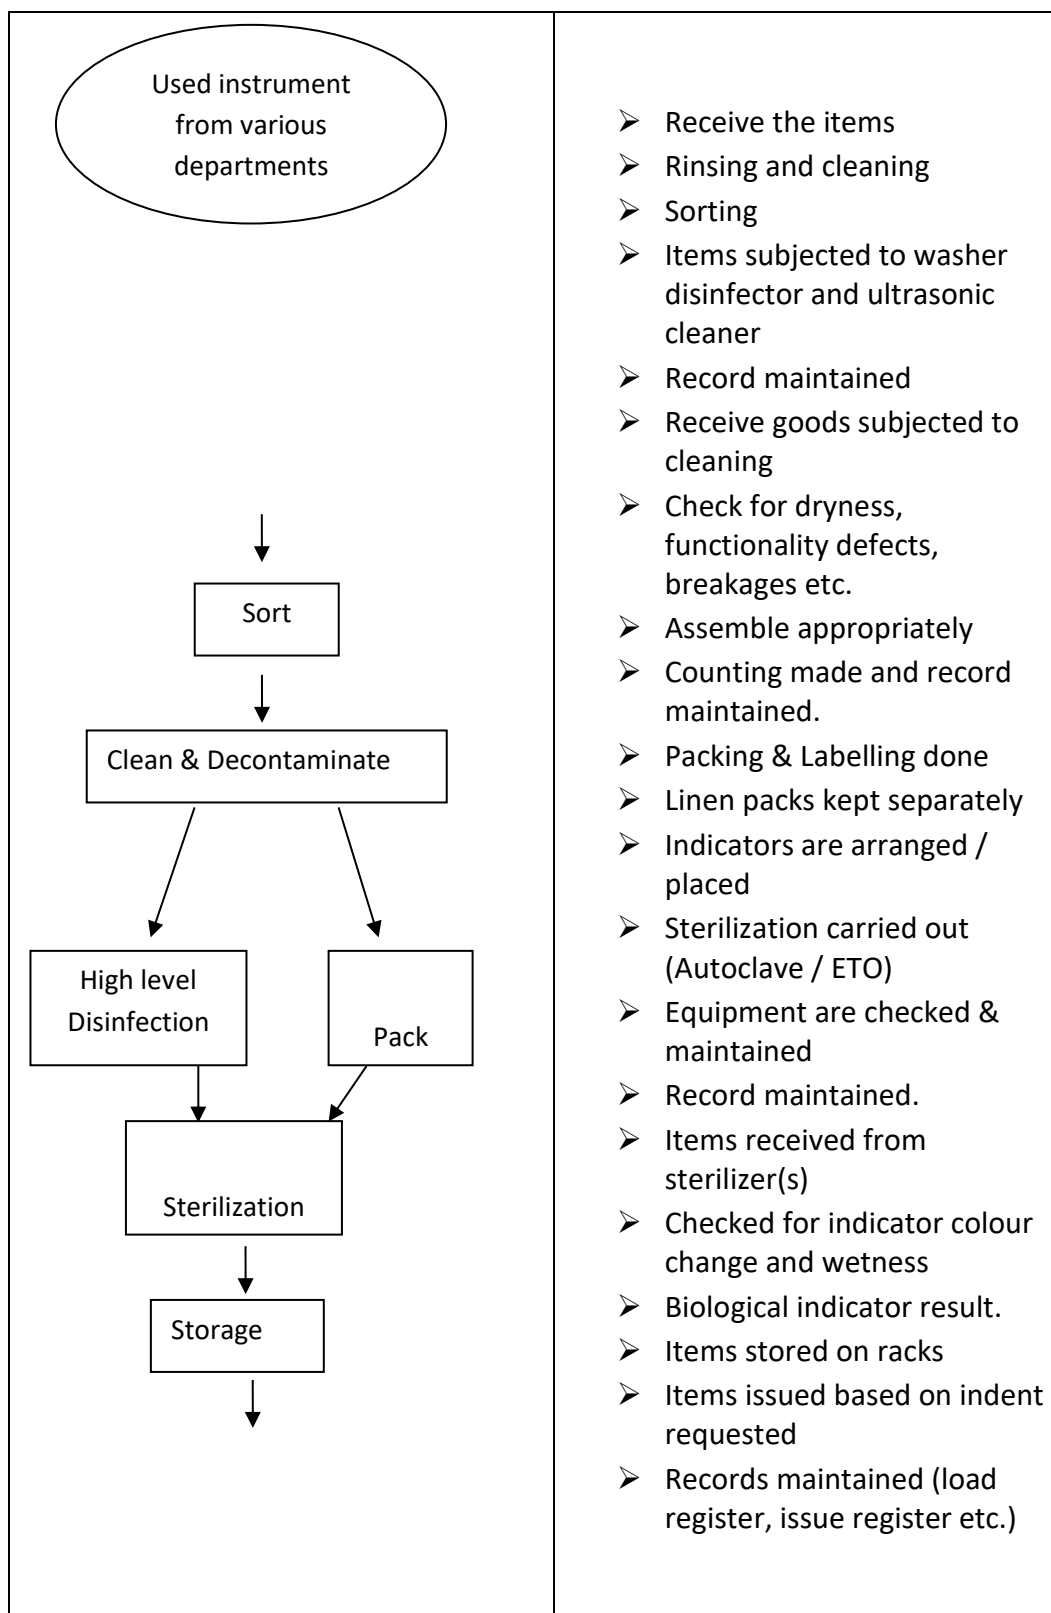 Used instrument
from various
departments
Sort
Clean & Decontaminate
High level
Disinfection
Pack
Sterilization
Storage
➢ Receive the items
➢ Rinsing and cleaning
➢ Sorting
➢ Items subjected to washer
disinfector and ultrasonic
cleaner
➢ Record maintained
➢ Receive goods subjected to
cleaning
➢ Check for dryness,
functionality defects,
breakages etc.
➢ Assemble appropriately
➢ Counting made and record
maintained.
➢ Packing & Labelling done
➢ Linen packs kept separately
➢ Indicators are arranged /
placed
➢ Sterilization carried out
(Autoclave / ETO)
➢ Equipment are checked &
maintained
➢ Record maintained.
➢ Items received from
sterilizer(s)
➢ Checked for indicator colour
change and wetness
➢ Biological indicator result.
➢ Items stored on racks
➢ Items issued based on indent
requested
➢ Records maintained (load
register, issue register etc.)